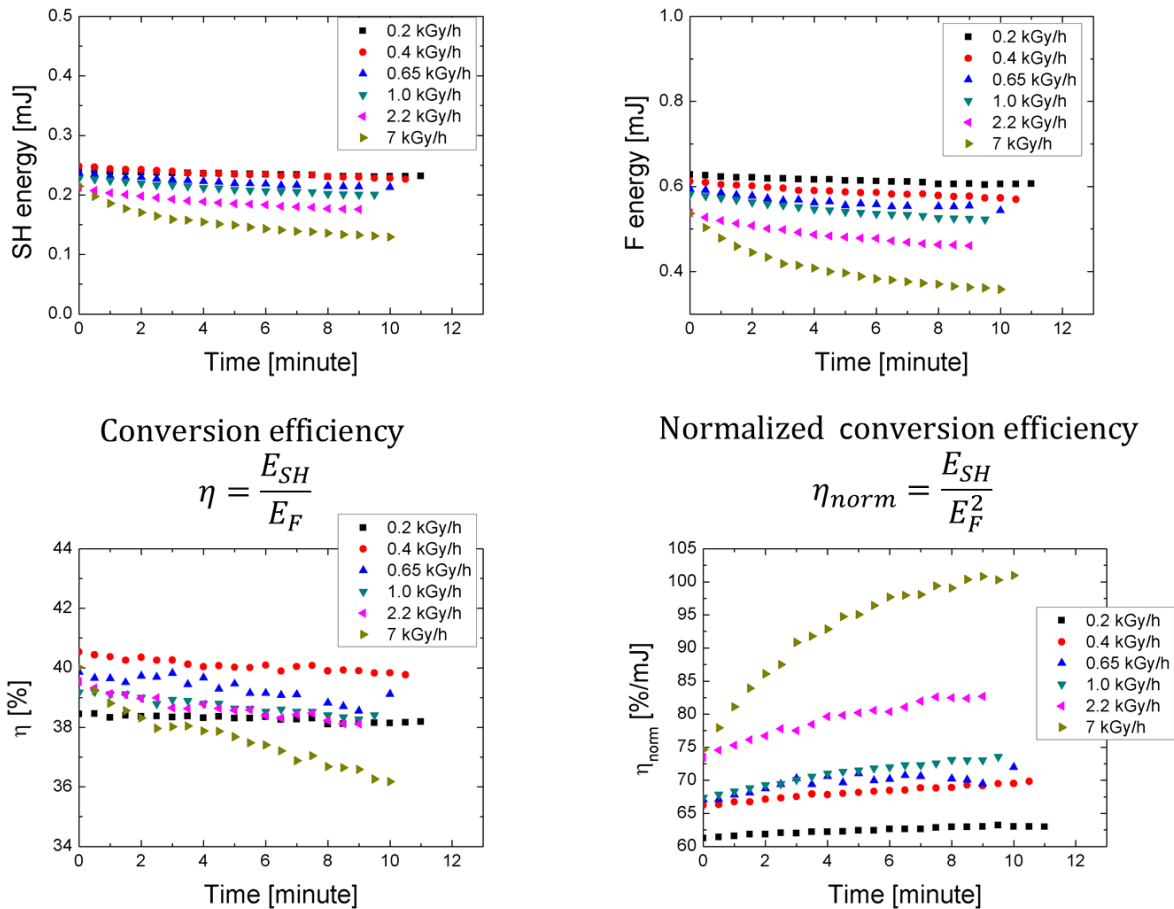 SH energy [mJ]
0.5
0.4
0.3
0.2
0.1
0.0
0 2 4 6 8 10 12
Time [minute]
0.2 kGy/h
0.4 kGy/h
0.65 kGy/h
1.0 kGy/h
2.2 kGy/h
7 kGy/h
F energy [mJ]
1.0
0.8
0.6
0.4
0 2 4 6 8 10 12
Time [minute]
0.2 kGy/h
0.4 kGy/h
0.65 kGy/h
1.0 kGy/h
2.2 kGy/h
7 kGy/h
Conversion efficiency
η = E_SH / E_F
Normalized conversion efficiency
η_norm = E_SH / E_F^2
η [%]
44
42
40
38
36
34
0 2 4 6 8 10 12
Time [minute]
0.2 kGy/h
0.4 kGy/h
0.65 kGy/h
1.0 kGy/h
2.2 kGy/h
7 kGy/h
η_norm [%/mJ]
105
100
95
90
85
80
75
70
65
60
0 2 4 6 8 10 12
Time [minute]
0.2 kGy/h
0.4 kGy/h
0.65 kGy/h
1.0 kGy/h
2.2 kGy/h
7 kGy/h